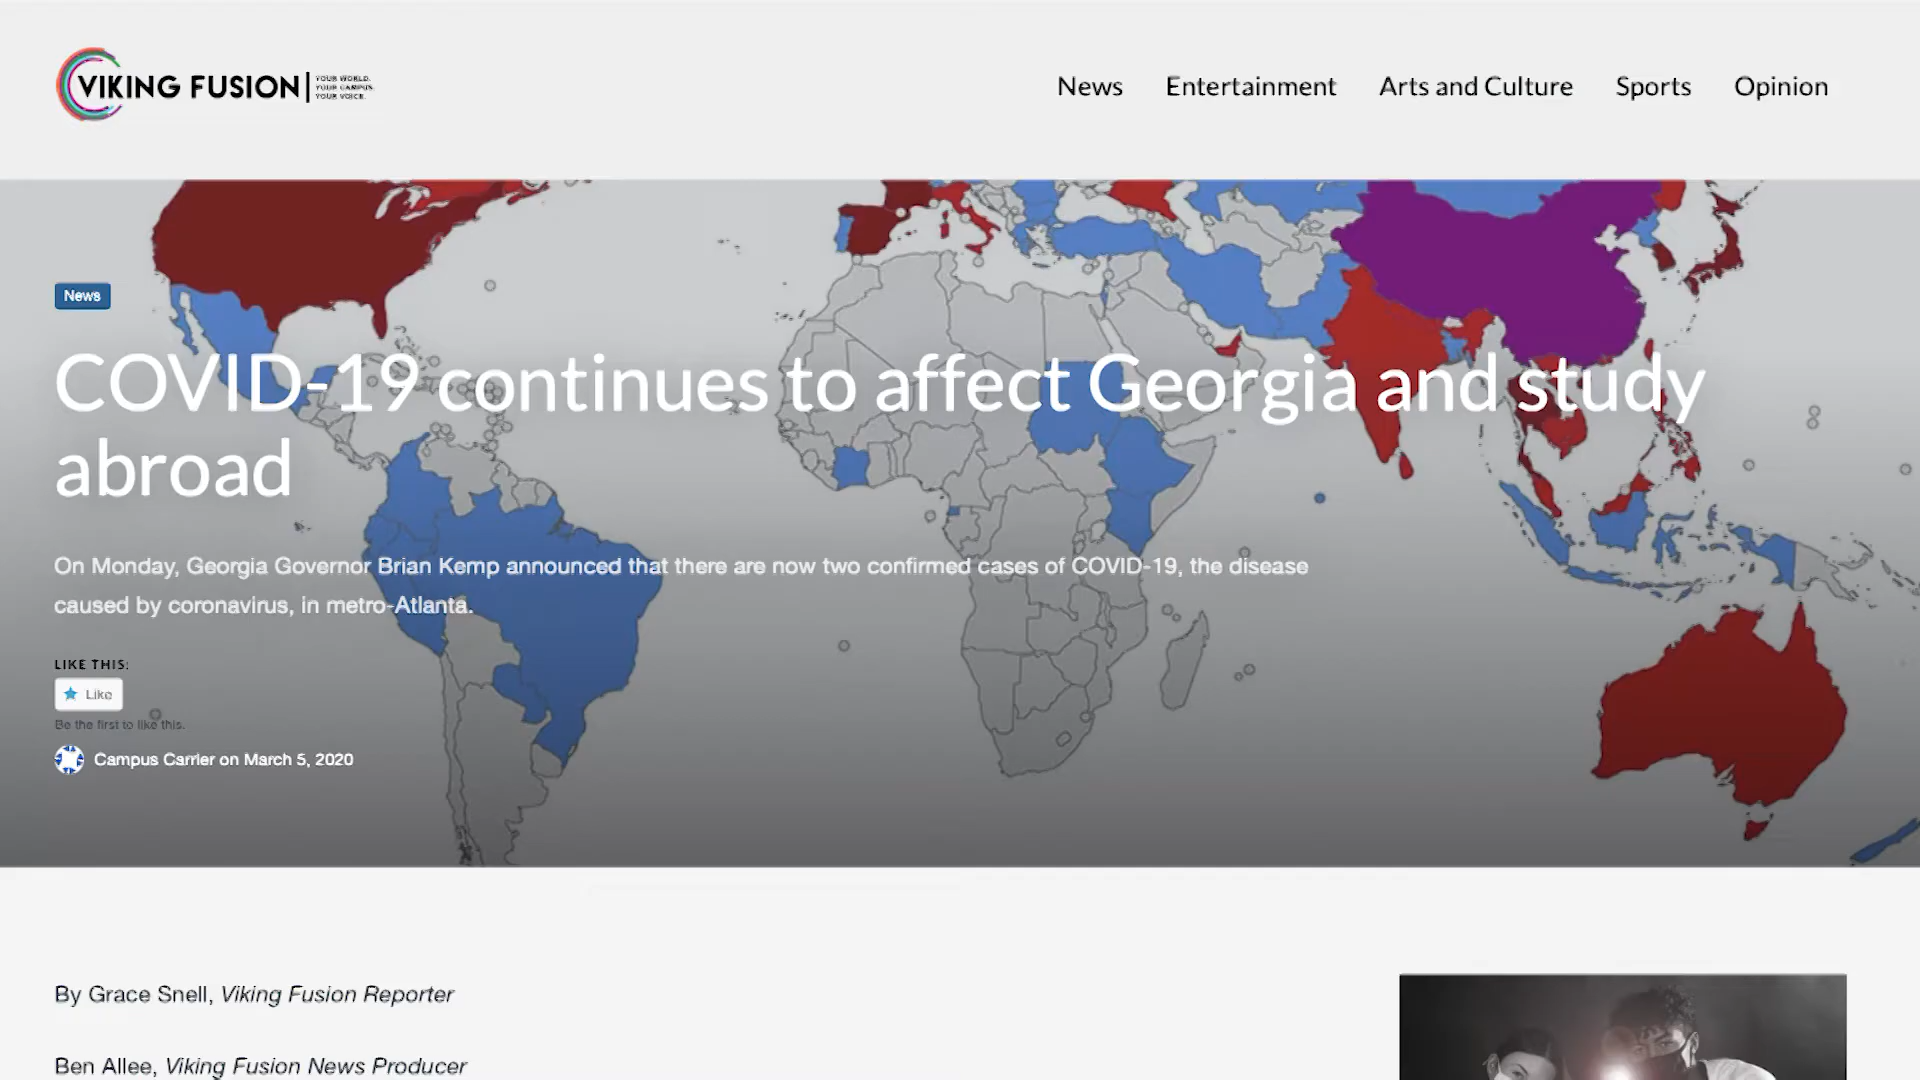 VIKING FUSION
YOUR WORLD.
YOUR CAMPUS.
YOUR VOICE.
News
Entertainment
Arts and Culture
Sports
Opinion
News
COVID-19 continues to affect Georgia and study
abroad
On Monday, Georgia Governor Brian Kemp announced that there are now two confirmed cases of COVID-19, the disease
caused by coronavirus, in metro-Atlanta.
LIKE THIS:
Like
Be the first to like this.
Campus Carrier on March 5, 2020
By Grace Snell, Viking Fusion Reporter
Ben Allee, Viking Fusion News Producer